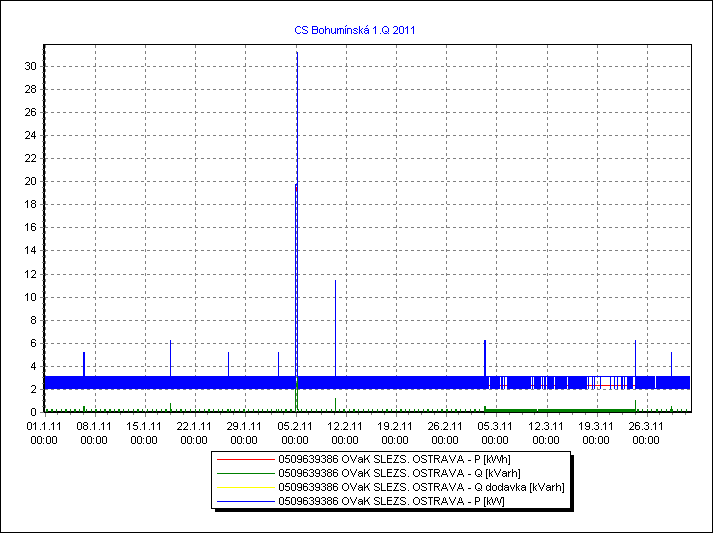 CS Bohumínská 1.Q 2011
30
28
26
24
22
20
18
16
14
12
10
8
6
4
2
0
01.1.11 8.1.11 15.1.11 22.1.11 29.1.11 05.2.11 12.2.11 19.2.11 26.2.11 05.3.11 12.3.11 19.3.11 26.3.11
00:00 00:00 00:00 00:00 00:00 00:00 00:00 00:00 00:00 00:00 00:00 00:00 00:00
0509639386 OVaK SLEZS. OSTRAVA - P [kWh]
0509639386 OVaK SLEZS. OSTRAVA - Q [kVarh]
0509639386 OVaK SLEZS. OSTRAVA - Q dodavka [kVarh]
0509639386 OVaK SLEZS. OSTRAVA - P [kW]